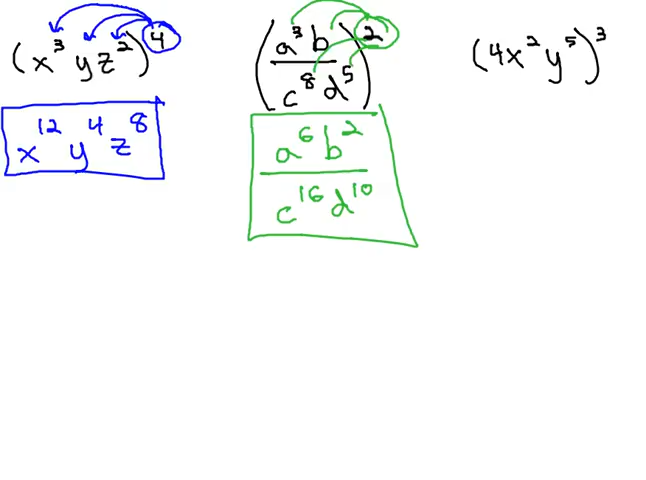 (x³yz²)⁴
x¹²y⁴z⁸
(a³b/c⁸d⁵)²
a⁶b²/c¹⁶d¹⁰
(4x²y⁵)³